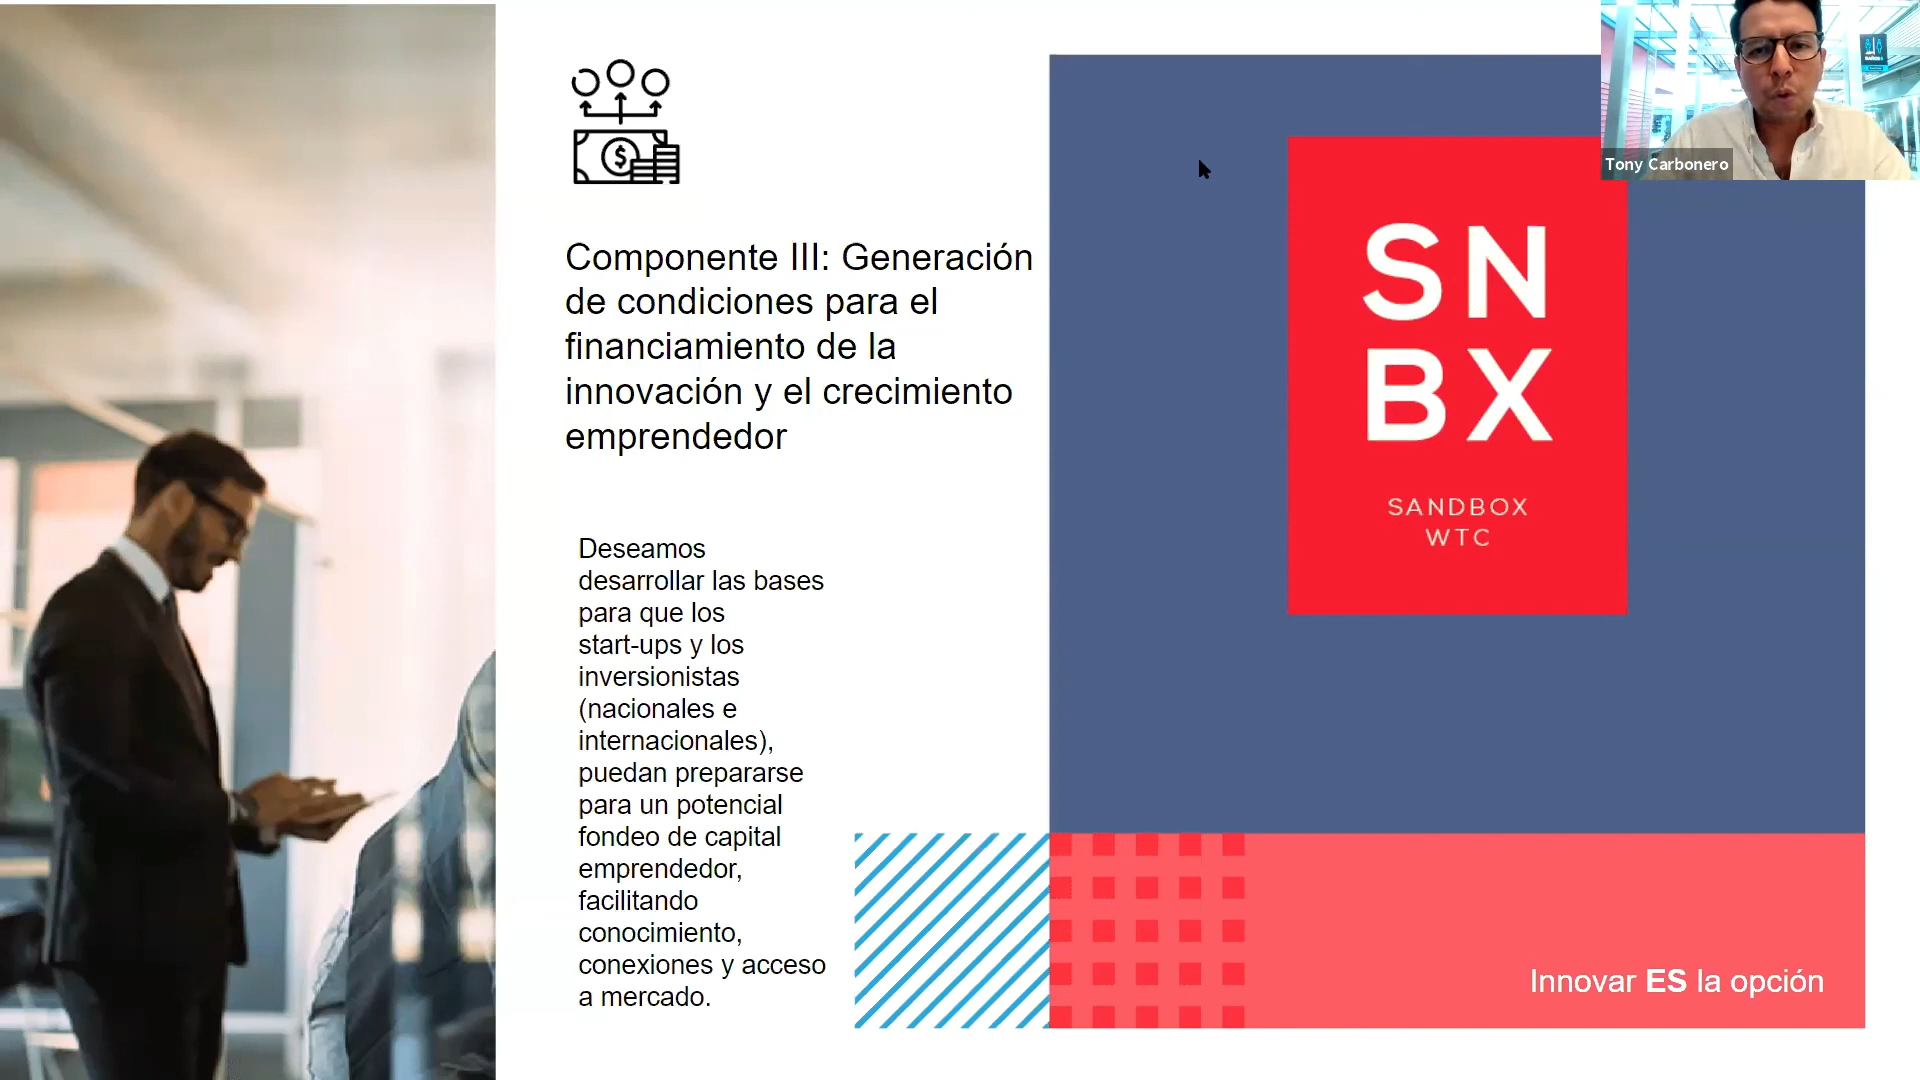 Componente III: Generación
de condiciones para el
financiamiento de la
innovación y el crecimiento
emprendedor
Deseamos
desarrollar las bases
para que los
start-ups y los
inversionistas
(nacionales e
internacionales),
puedan prepararse
para un potencial
fondeo de capital
emprendedor,
facilitando
conocimiento,
conexiones y acceso
a mercado.
$
SN
BX
SANDBOX
WTC
Tony Carbonero
Innovar ES la opción